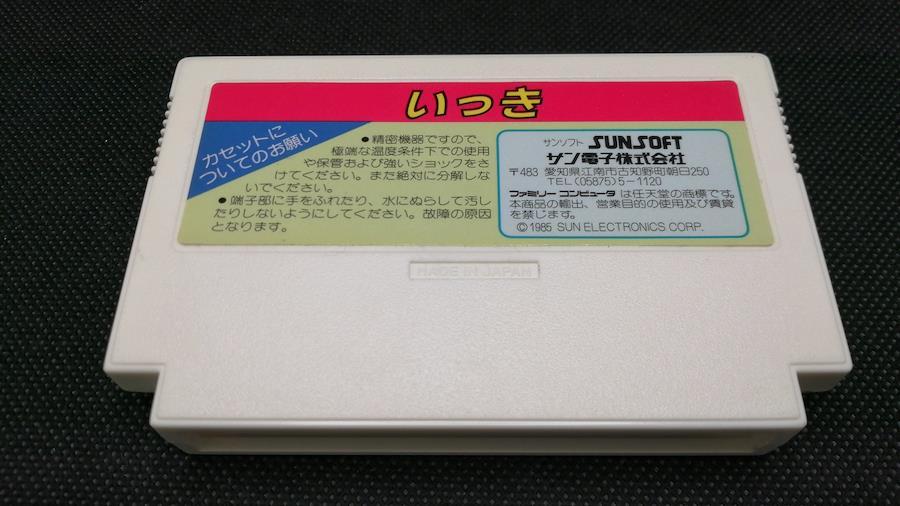 いっき
カセットに
ついてのお願い
●精密機器ですので、
極端な温度条件下での使用
や保管および強いショックをさ
けてください。また絶対に分解しな
いでください。
●端子部に手をふれたり、水にぬらして汚し
たりしないようにしてください。故障の原因
となります。
サンソフト SUNSOFT
サン電子株式会社
〒483 愛知県江南市古知野町朝日250
TEL(05875)5-1120
ファミリーコンピュータは任天堂の商標です。
本商品の輸出、営業目的の使用及び賃貸
を禁じます。
©1985 SUN ELECTRONICS CORP.
MADE IN JAPAN